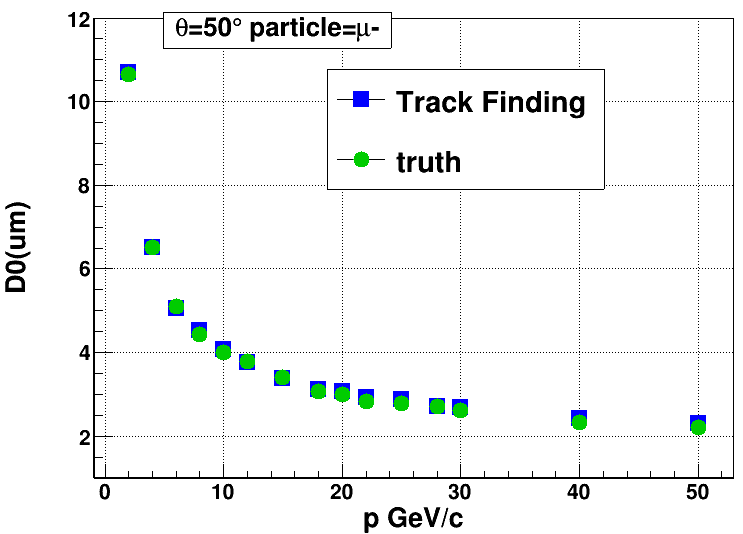 θ=50° particle=μ-
Track Finding
truth
12
10
8
6
4
2
D0(um)
0 10 20 30 40 50
p GeV/c